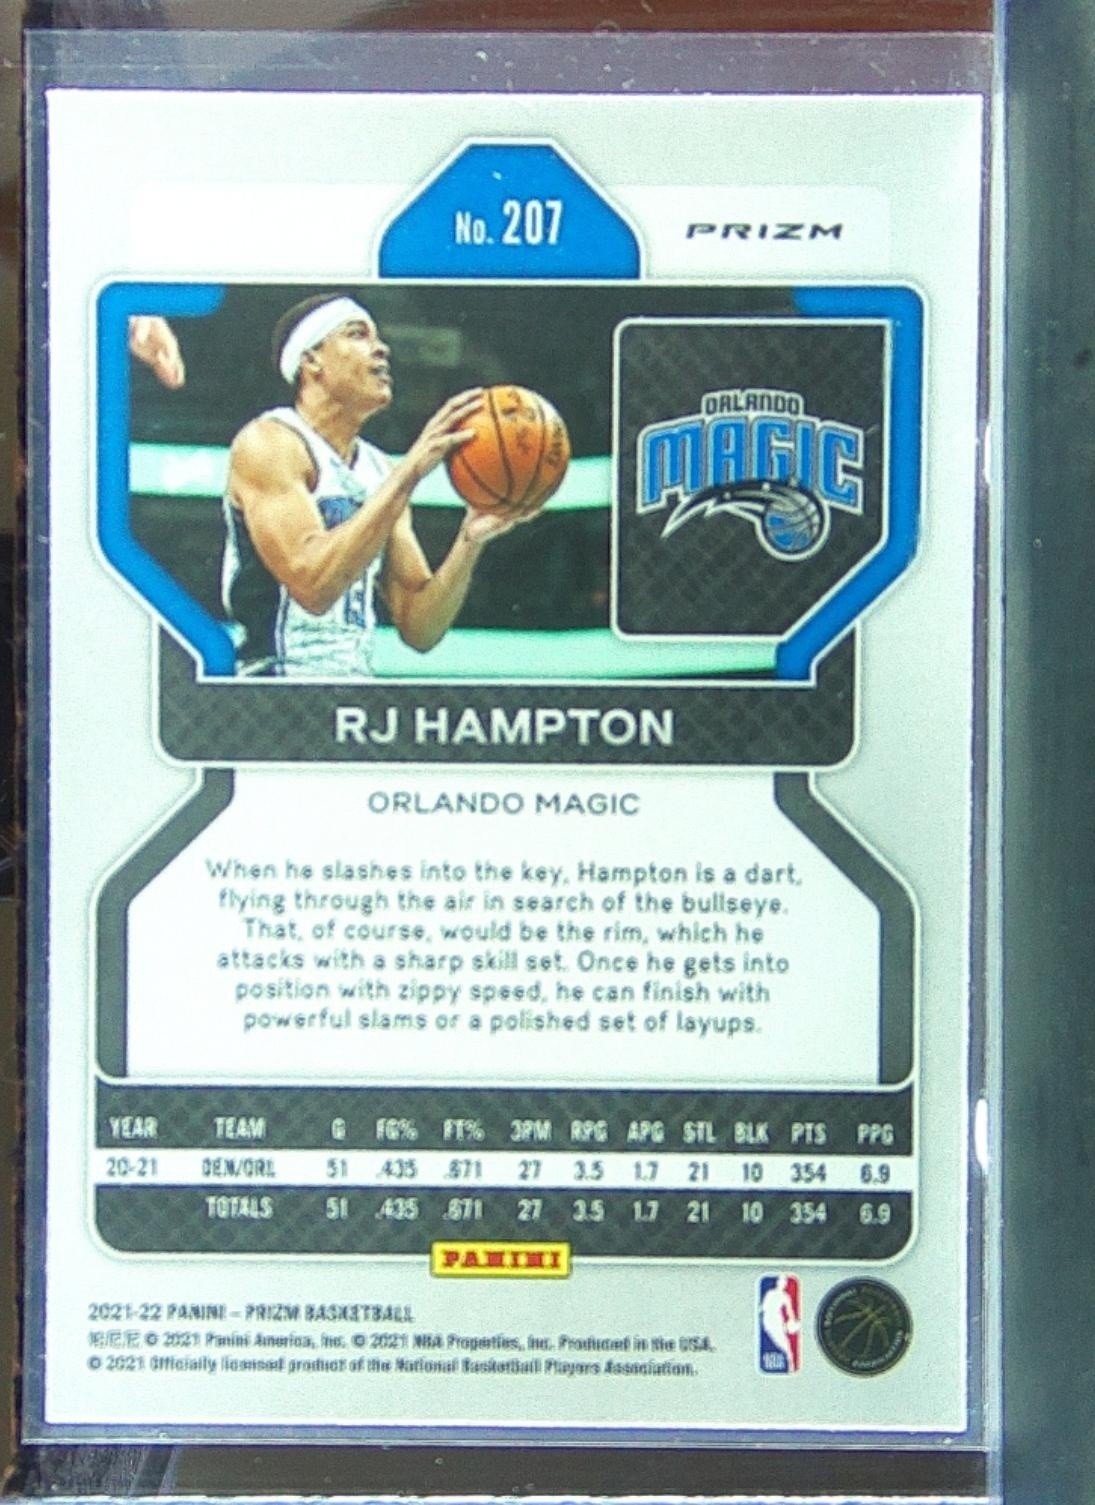 No. 207
PRIZM
ORLANDO
MAGIC
RJ HAMPTON
ORLANDO MAGIC
When he slashes into the key, Hampton is a dart,
flying through the air in search of the bullseye.
That, of course, would be the rim, which he
attacks with a sharp skill set. Once he gets into
position with zippy speed, he can finish with
powerful slams or a polished set of layups.
YEAR TEAM G FG% FT% 3PM RPG APG STL BLK PTS PPG
20-21 DEN/ORL 51 .435 .671 27 3.5 1.7 21 10 354 6.9
TOTALS 51 .435 .671 27 3.5 1.7 21 10 354 6.9
PANINI
2021-22 PANINI – PRIZM BASKETBALL
© 2021 Panini America, Inc. © 2021 NBA Properties, Inc. Produced in the USA.
© 2021 Officially licensed product of the National Basketball Players Association.